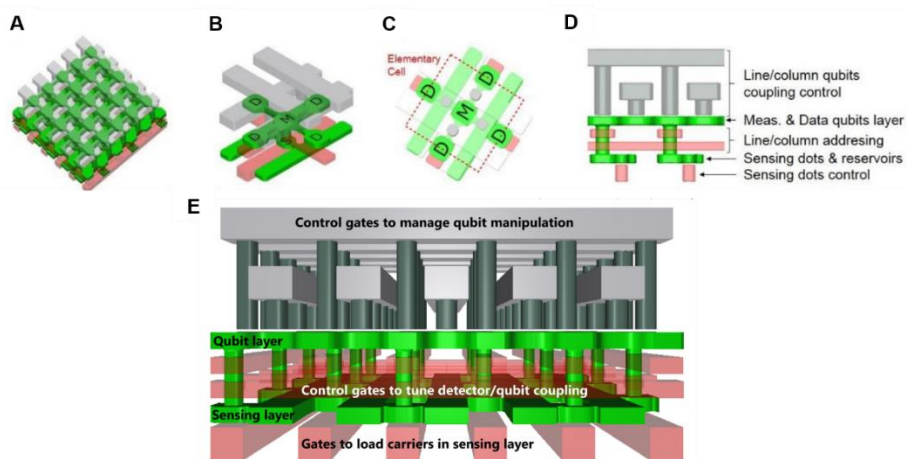 A
B
C
D
Elementary
Cell
D
D
M
D
D
D
D
M
D
D
Line/column qubits
coupling control
Meas. & Data qubits layer
Line/column addresing
Sensing dots & reservoirs
Sensing dots control
E
Control gates to manage qubit manipulation
Qubit layer
Control gates to tune detector/qubit coupling
Sensing layer
Gates to load carriers in sensing layer